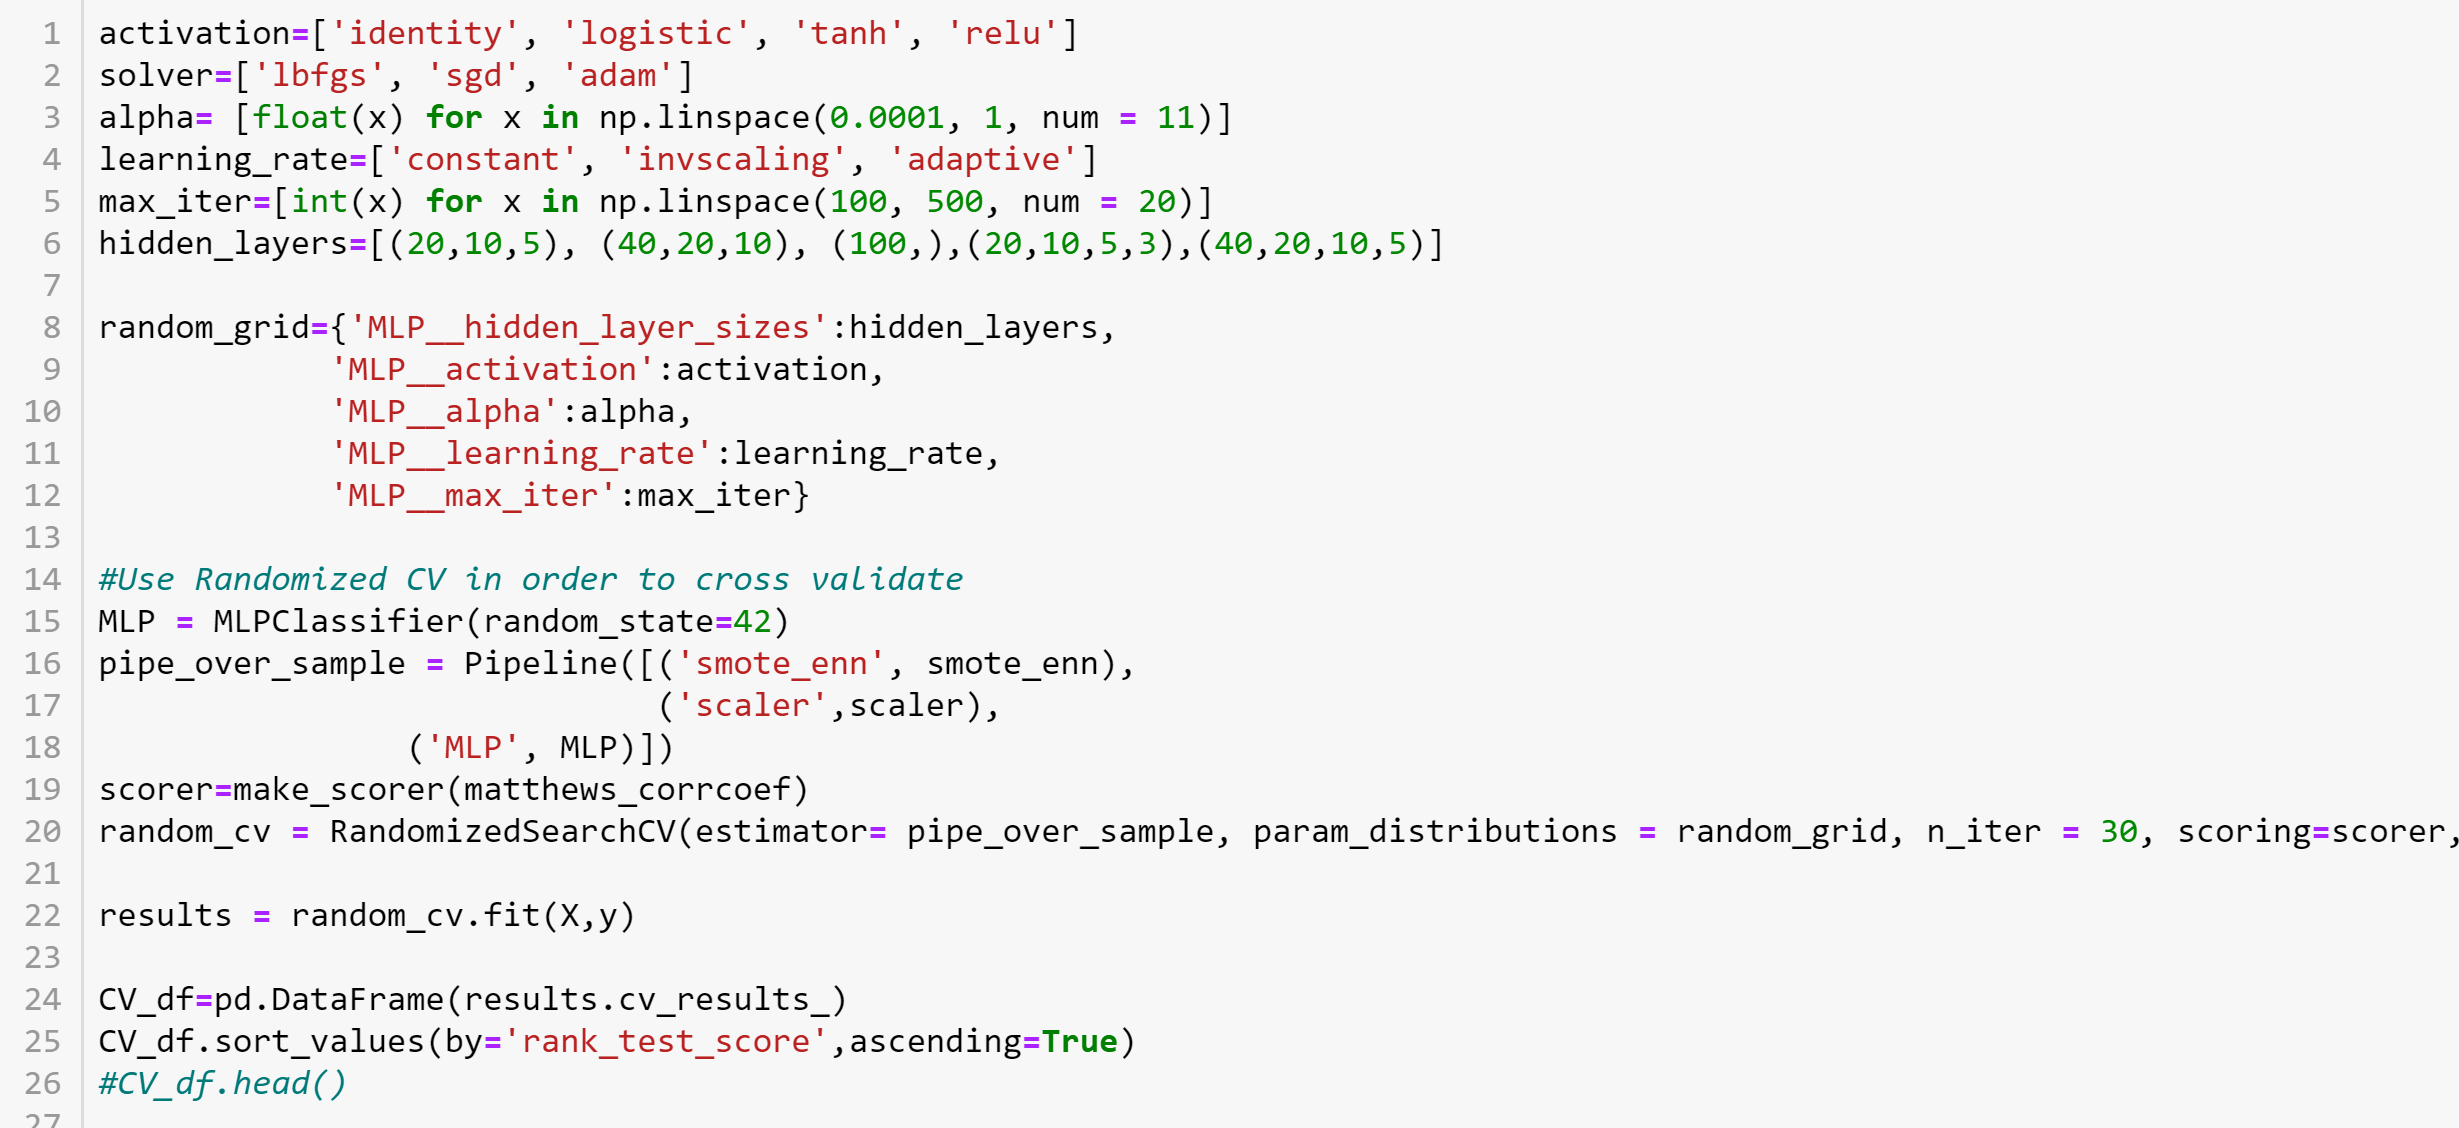 1 activation=['identity', 'logistic', 'tanh', 'relu']
2 solver=['lbfgs', 'sgd', 'adam']
3 alpha= [float(x) for x in np.linspace(0.0001, 1, num = 11)]
4 learning_rate=['constant', 'invscaling', 'adaptive']
5 max_iter=[int(x) for x in np.linspace(100, 500, num = 20)]
6 hidden_layers=[(20,10,5), (40,20,10), (100,),(20,10,5,3),(40,20,10,5)]
7
8 random_grid={'MLP__hidden_layer_sizes':hidden_layers,
9             'MLP__activation':activation,
10             'MLP__alpha':alpha,
11             'MLP__learning_rate':learning_rate,
12             'MLP__max_iter':max_iter}
13
14 #Use Randomized CV in order to cross validate
15 MLP = MLPClassifier(random_state=42)
16 pipe_over_sample = Pipeline([('smote_enn', smote_enn),
17                              ('scaler',scaler),
18                 ('MLP', MLP)])
19 scorer=make_scorer(matthews_corrcoef)
20 random_cv = RandomizedSearchCV(estimator= pipe_over_sample, param_distributions = random_grid, n_iter = 30, scoring=scorer,
21
22 results = random_cv.fit(X,y)
23
24 CV_df=pd.DataFrame(results.cv_results_)
25 CV_df.sort_values(by='rank_test_score',ascending=True)
26 #CV_df.head()
27